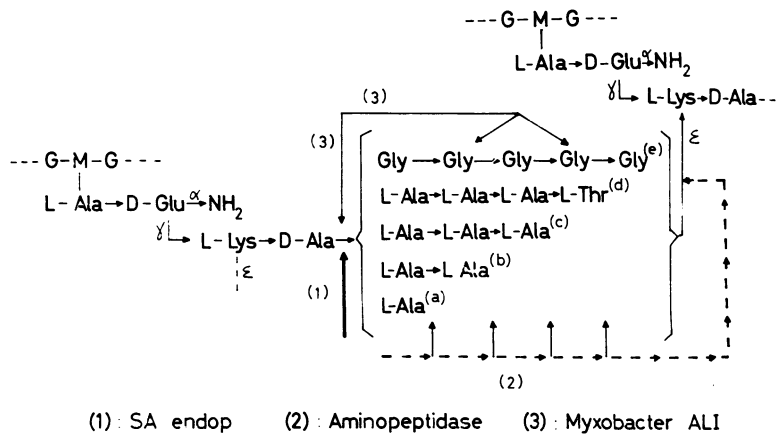 --- G-M-G ---
L-Ala→D-Glu α→NH2
γ L-Lys→D-Ala--
ε
(3)
(3)
--- G-M-G ---
L-Ala→D-Glu α→NH2
γ L-Lys→D-Ala→
ε
Gly→Gly→Gly→Gly→Gly(e)
L-Ala→L-Ala→L-Ala→L-Thr(d)
L-Ala→L-Ala→L-Ala(c)
L-Ala→L Ala(b)
L-Ala(a)
(1)
(2)
(1): SA endop (2): Aminopeptidase (3): Myxobacter ALI